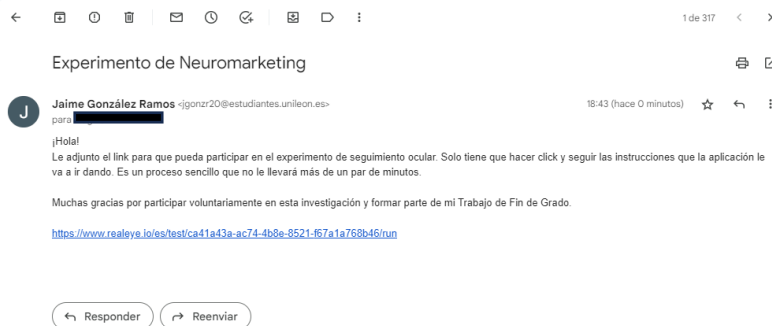 1 de 317
Experimento de Neuromarketing
J
Jaime González Ramos <jgonzr20@estudiantes.unileon.es>
18:43 (hace 0 minutos)
para
¡Hola!
Le adjunto el link para que pueda participar en el experimento de seguimiento ocular. Solo tiene que hacer click y seguir las instrucciones que la aplicación le
va a ir dando. Es un proceso sencillo que no le llevará más de un par de minutos.
Muchas gracias por participar voluntariamente en esta investigación y formar parte de mi Trabajo de Fin de Grado.
https://www.realeye.io/es/test/ca41a43a-ac74-4b8e-8521-f67a1a768b46/run
Responder
Reenviar